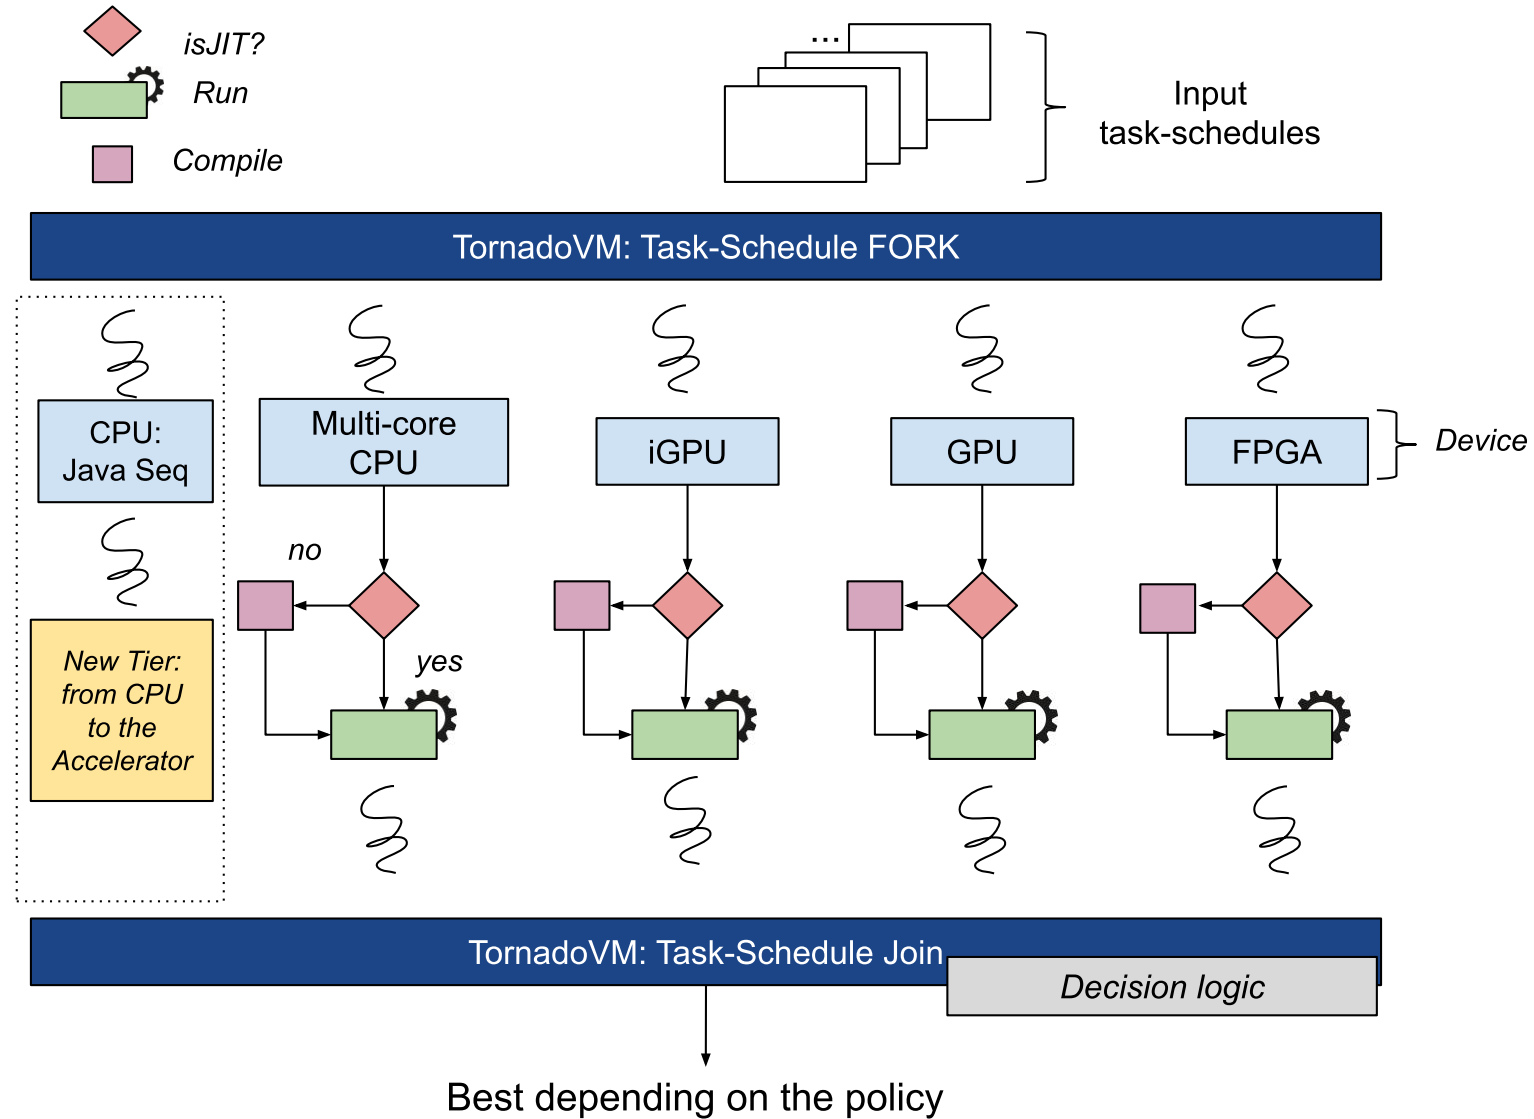 isJIT?
Run
Compile
...
Input
task-schedules
TornadoVM: Task-Schedule FORK
CPU:
Java Seq
Multi-core
CPU
iGPU
GPU
FPGA
Device
no
yes
New Tier:
from CPU
to the
Accelerator
TornadoVM: Task-Schedule Join
Decision logic
Best depending on the policy